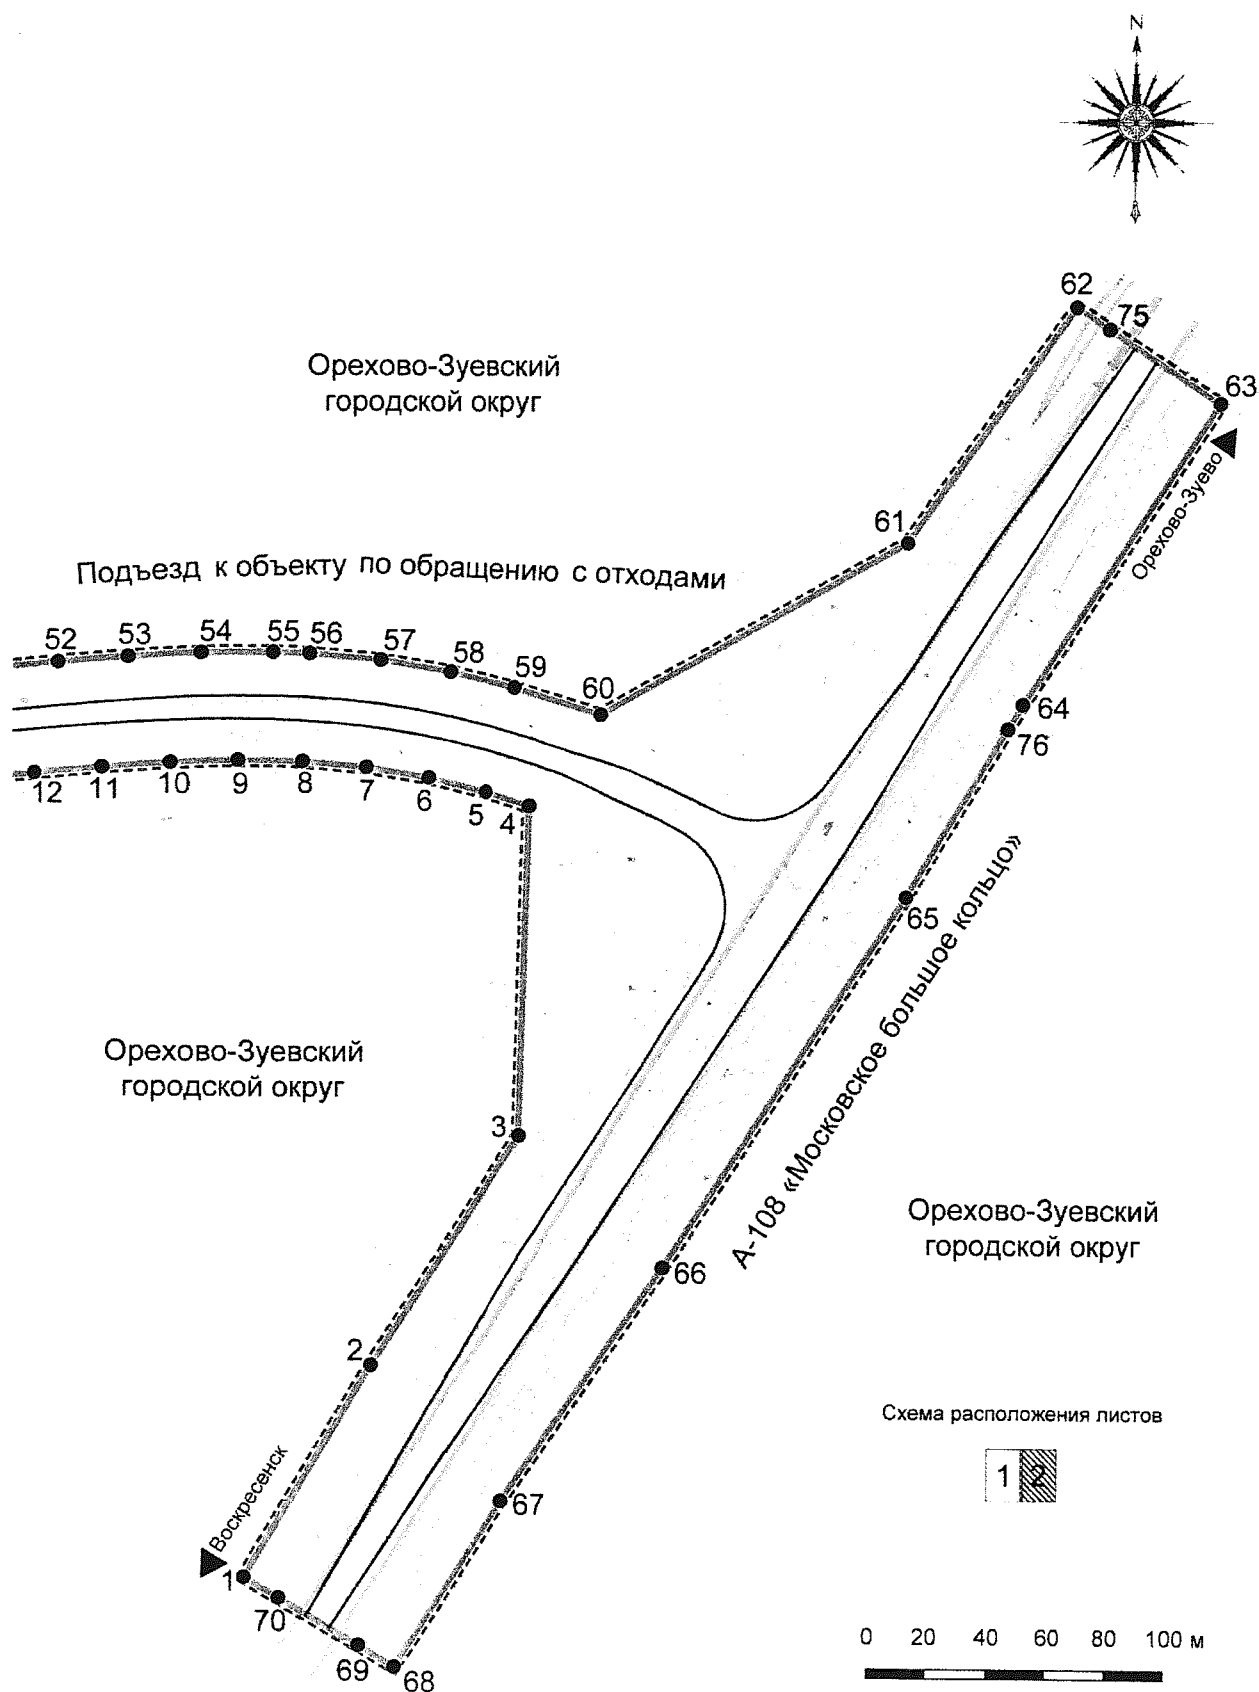 N
62
75
63
Орехово-Зуевский
городской округ
Орехово-Зуево
61
Подъезд к объекту по обращению с отходами
52
53
54
55
56
57
58
59
60
64
76
12
11
10
9
8
7
6
5
4
65
А-108 «Московское большое кольцо»
Орехово-Зуевский
городской округ
3
Орехово-Зуевский
городской округ
66
2
Схема расположения листов
1 2
67
Воскресенск
1
70
69
68
0 20 40 60 80 100 м